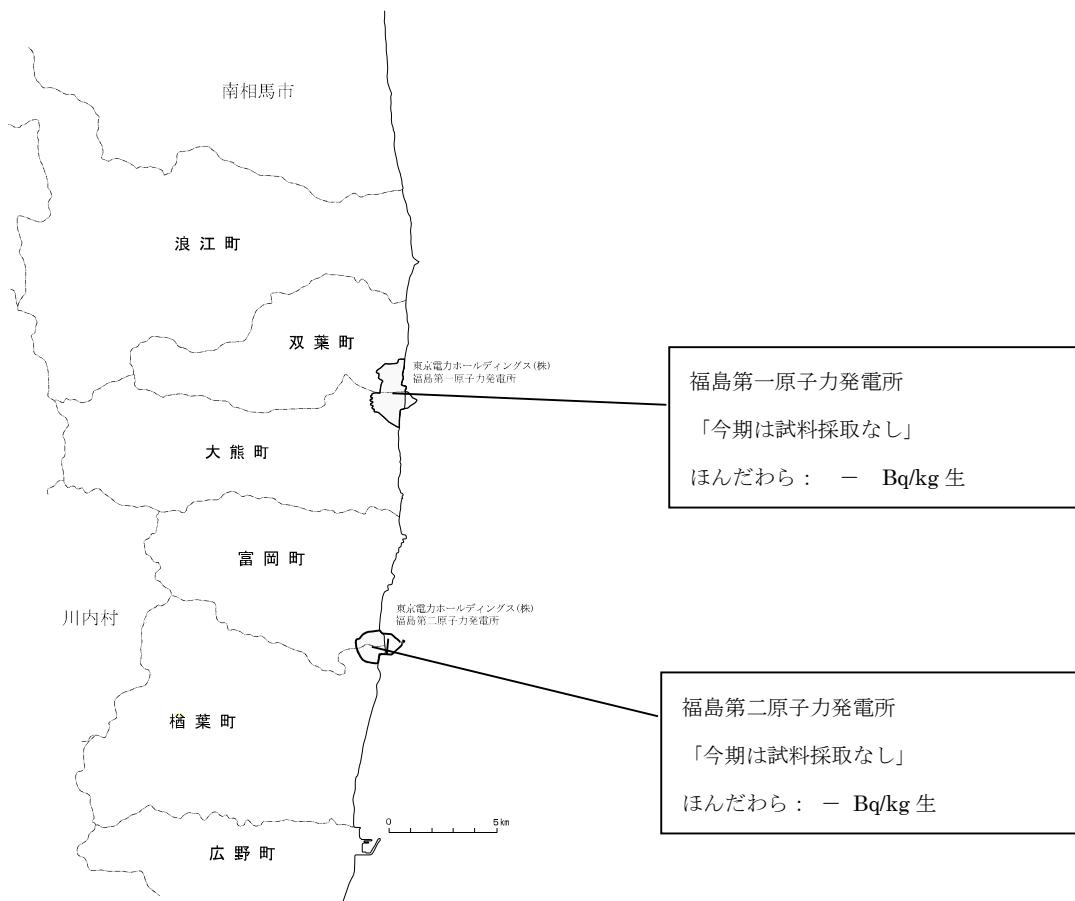 南相馬市
浪江町
双葉町
東京電力ホールディングス(株)
福島第一原子力発電所
福島第一原子力発電所
「今期は試料採取なし」
ほんだわら： － Bq/kg 生
大熊町
富岡町
川内村
東京電力ホールディングス(株)
福島第二原子力発電所
福島第二原子力発電所
「今期は試料採取なし」
ほんだわら： － Bq/kg 生
楢葉町
0 5km
広野町